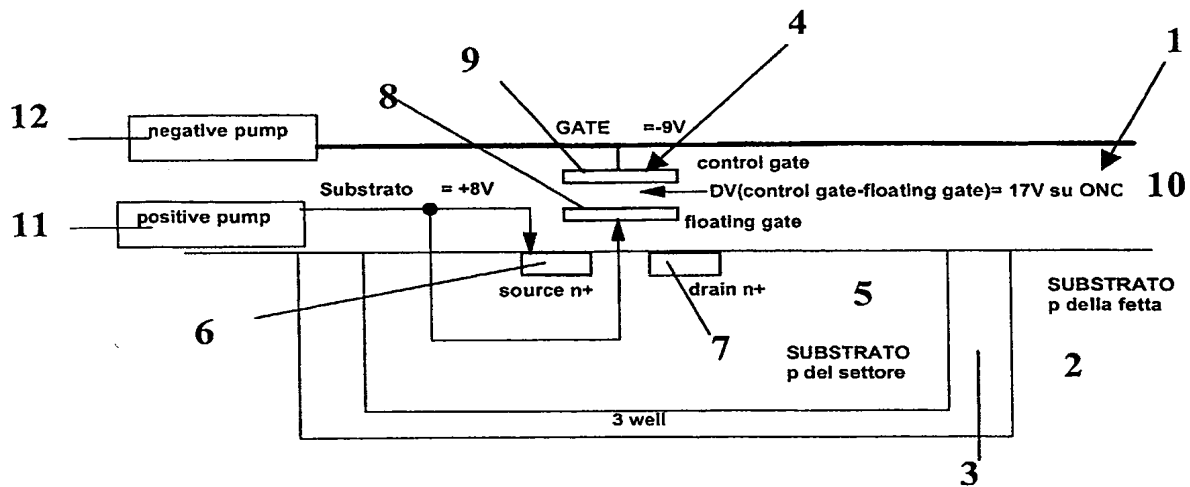 4
1
9
8
12
negative pump
GATE =-9V
control gate
DV(control gate-floating gate)= 17V su ONC
10
Substrato = +8V
11
positive pump
floating gate
source n+
drain n+
5
SUBSTRATO
p della fetta
6
7
SUBSTRATO
p del settore
2
3 well
3